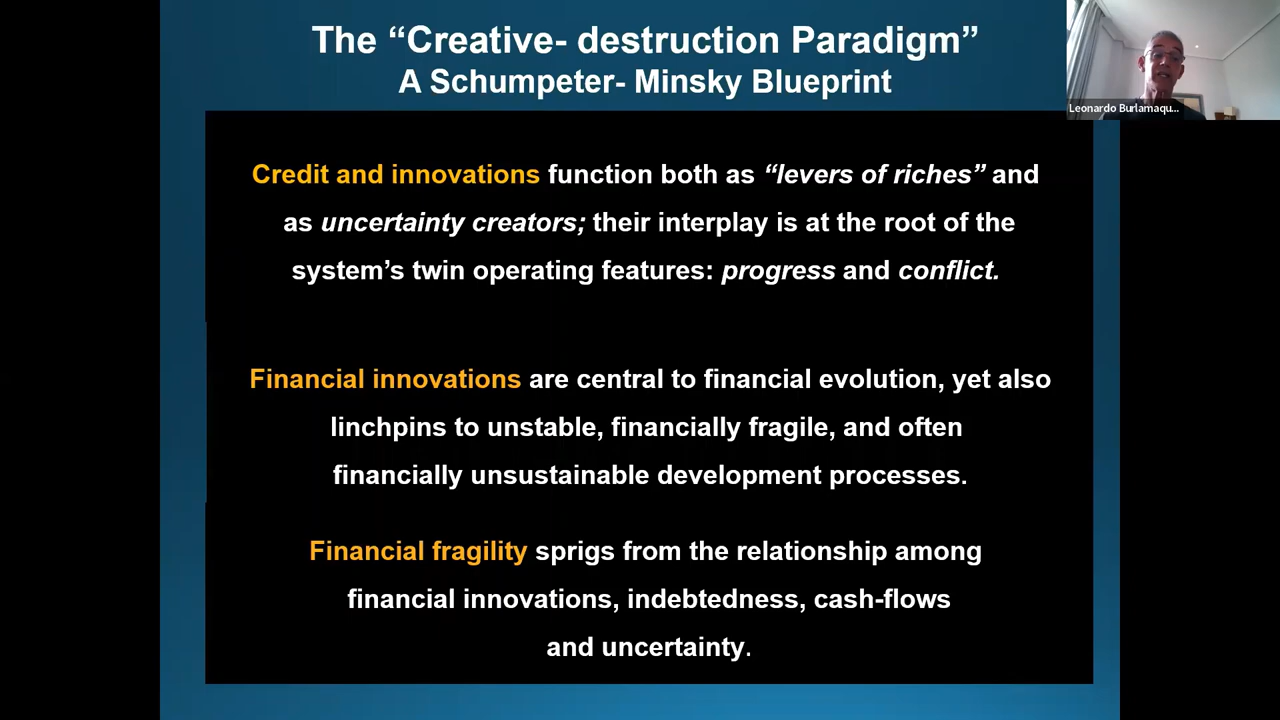 The “Creative- destruction Paradigm”
A Schumpeter- Minsky Blueprint
Leonardo Burlamaqu...
Credit and innovations function both as “levers of riches” and
as uncertainty creators; their interplay is at the root of the
system’s twin operating features: progress and conflict.
Financial innovations are central to financial evolution, yet also
linchpins to unstable, financially fragile, and often
financially unsustainable development processes.
Financial fragility sprigs from the relationship among
financial innovations, indebtedness, cash-flows
and uncertainty.